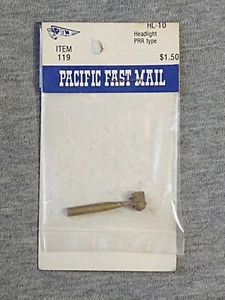 HL-10
ITEM Headlight
119 PRR type
$1.50
PACIFIC FAST MAIL